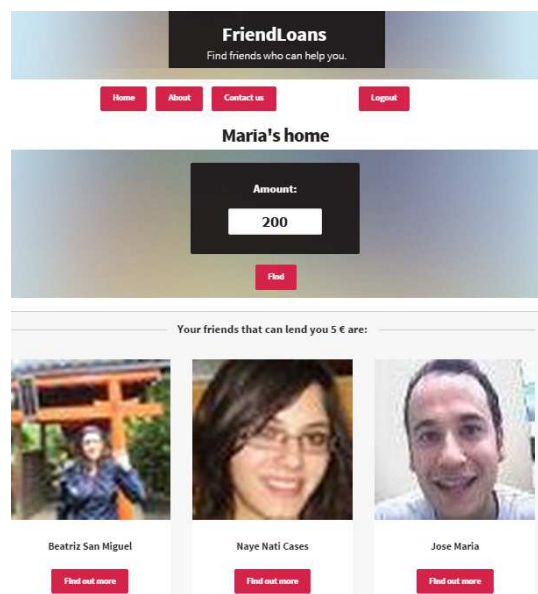 FriendLoans
Find friends who can help you.
Home About Contact us Logout
Maria's home
Amount:
200
Find
Your friends that can lend you 5 € are:
Beatriz San Miguel Naye Nati Cases Jose Maria
Find out more Find out more Find out more